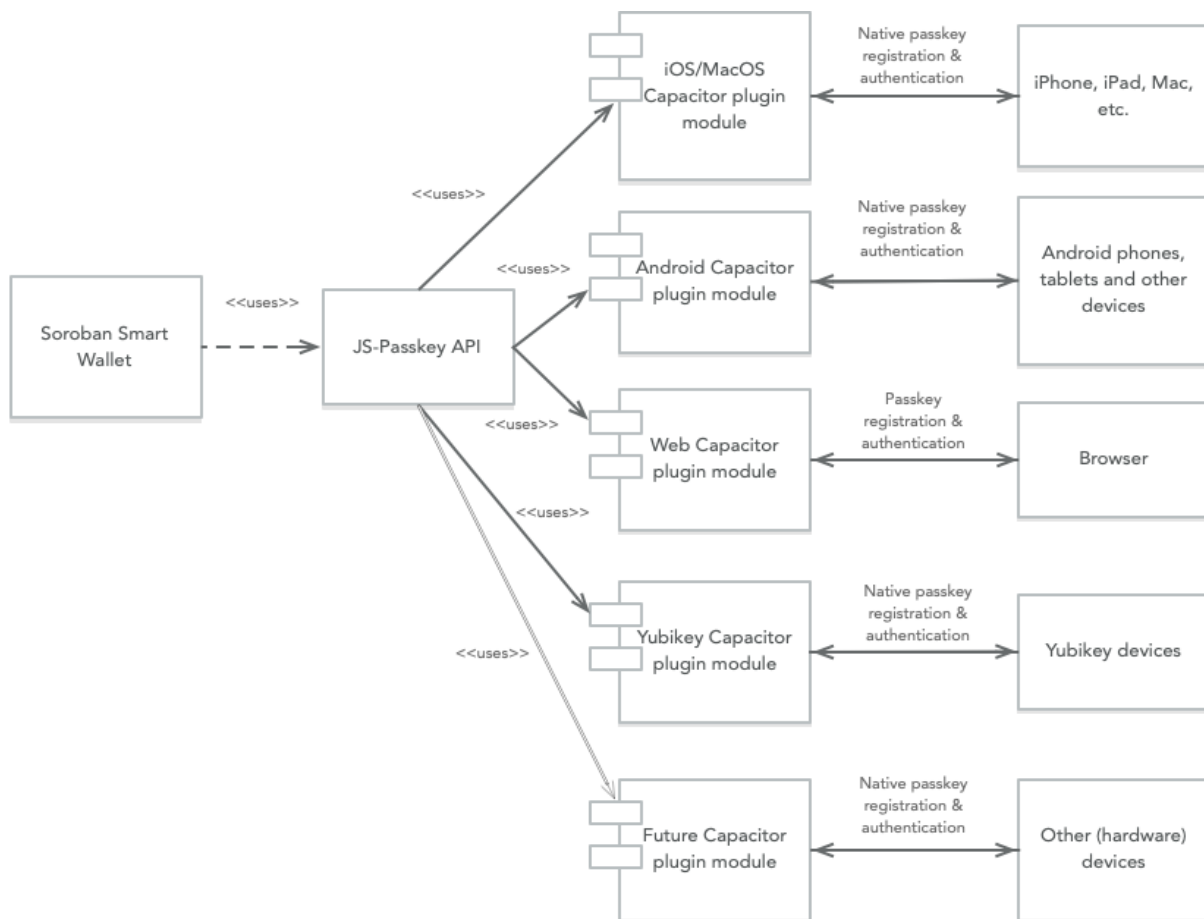 Native passkey
registration &
authentication
iOS/MacOS
Capacitor plugin
module
iPhone, iPad, Mac,
etc.
<<uses>>
Native passkey
registration &
authentication
<<uses>>
Android Capacitor
plugin module
Android phones,
tablets and other
devices
<<uses>>
Soroban Smart
Wallet
JS-Passkey API
Passkey
registration &
authentication
<<uses>>
Web Capacitor
plugin module
Browser
<<uses>>
Native passkey
registration &
authentication
Yubikey Capacitor
plugin module
Yubikey devices
<<uses>>
Native passkey
registration &
authentication
Future Capacitor
plugin module
Other (hardware)
devices